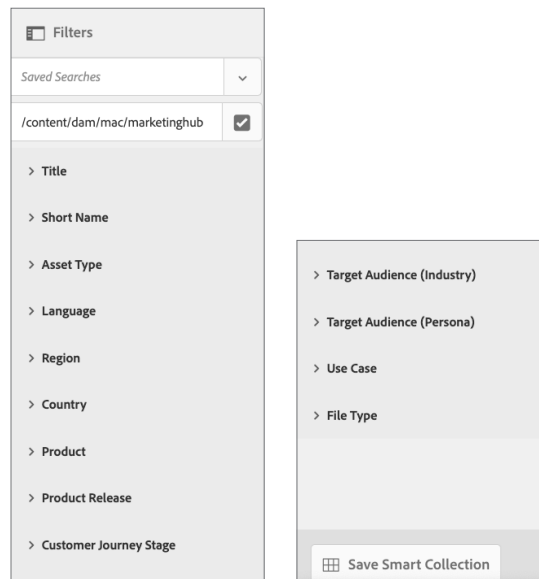 Filters
Saved Searches
/content/dam/mac/marketinghub
Title
Short Name
Asset Type
Language
Region
Country
Product
Product Release
Customer Journey Stage
Target Audience (Industry)
Target Audience (Persona)
Use Case
File Type
Save Smart Collection